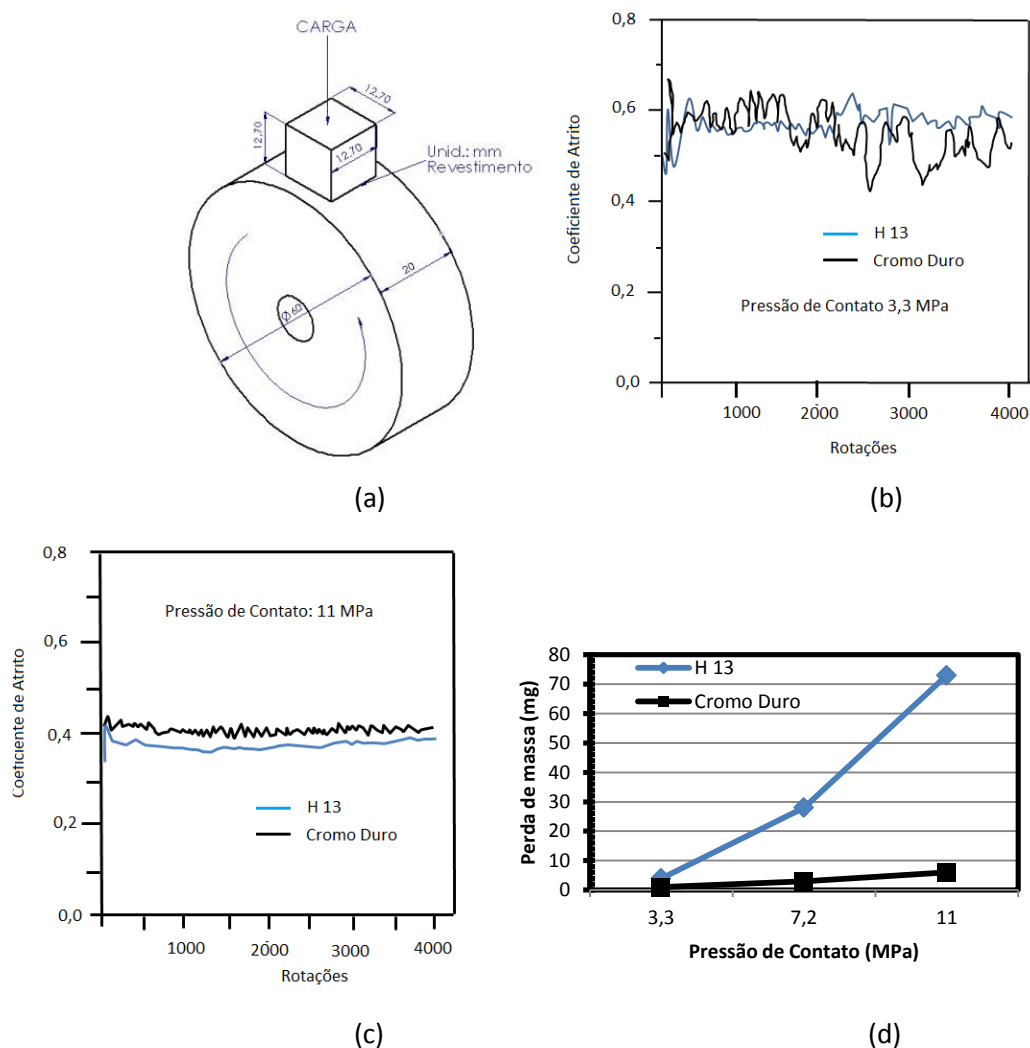 CARGA
12,70
12,70
12,70
Unid.: mm
Revestimento
20
Ø60
(a)
0,8
0,6
0,4
0,2
0,0
Coeficiente de Atrito
H 13
Cromo Duro
Pressão de Contato 3,3 MPa
1000 2000 3000 4000
Rotações
(b)
0,8
0,6
0,4
0,2
0,0
Coeficiente de Atrito
Pressão de Contato: 11 MPa
H 13
Cromo Duro
1000 2000 3000 4000
Rotações
(c)
80
70
60
50
40
30
20
10
0
Perda de massa (mg)
H 13
Cromo Duro
3,3 7,2 11
Pressão de Contato (MPa)
(d)